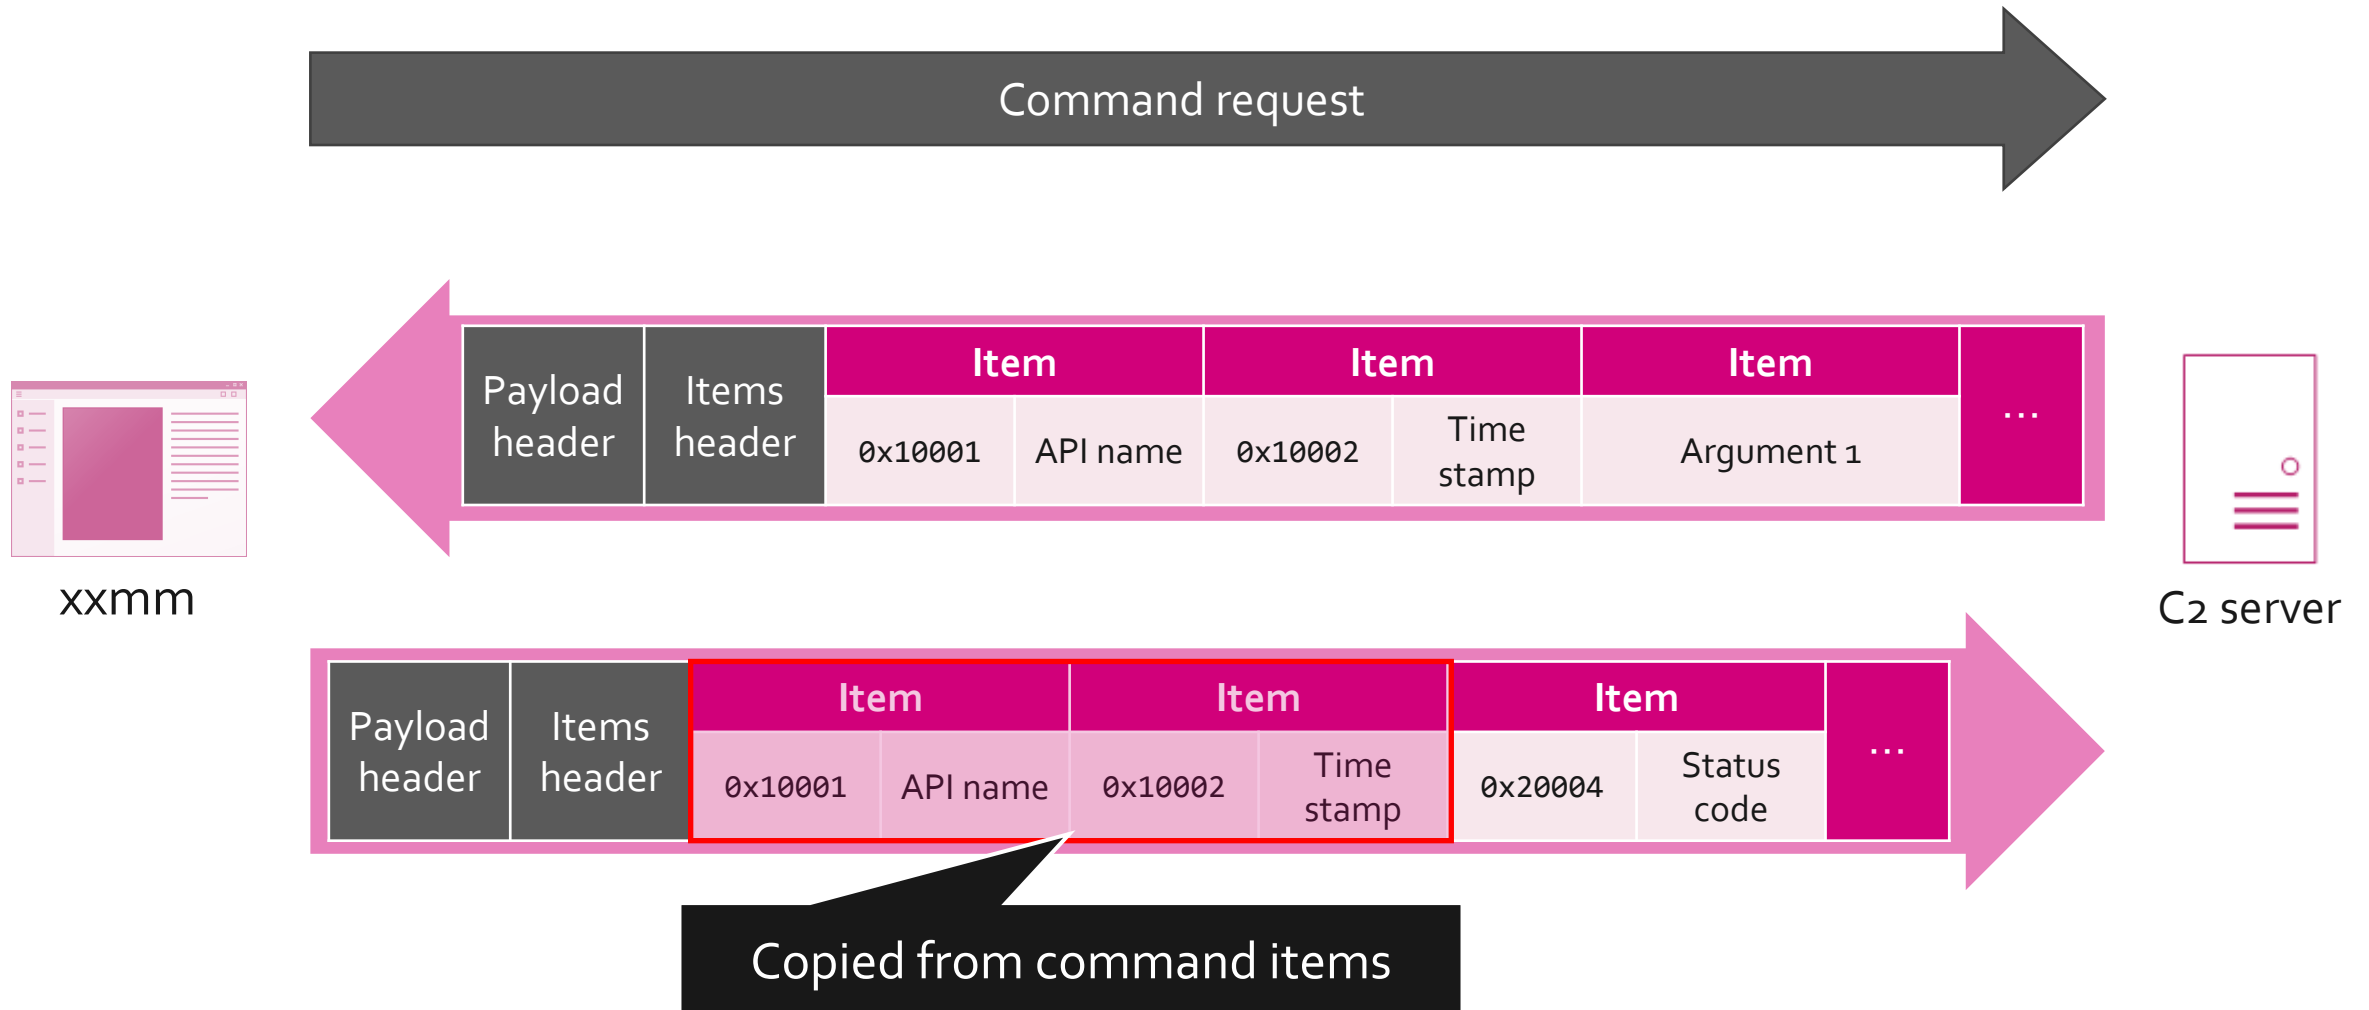 Command request
Payload header
Items header
Item
0x10001
API name
Item
0x10002
Time stamp
Item
Argument 1
...
xxmm
C2 server
Payload header
Items header
Item
0x10001
API name
Item
0x10002
Time stamp
Item
0x20004
Status code
...
Copied from command items